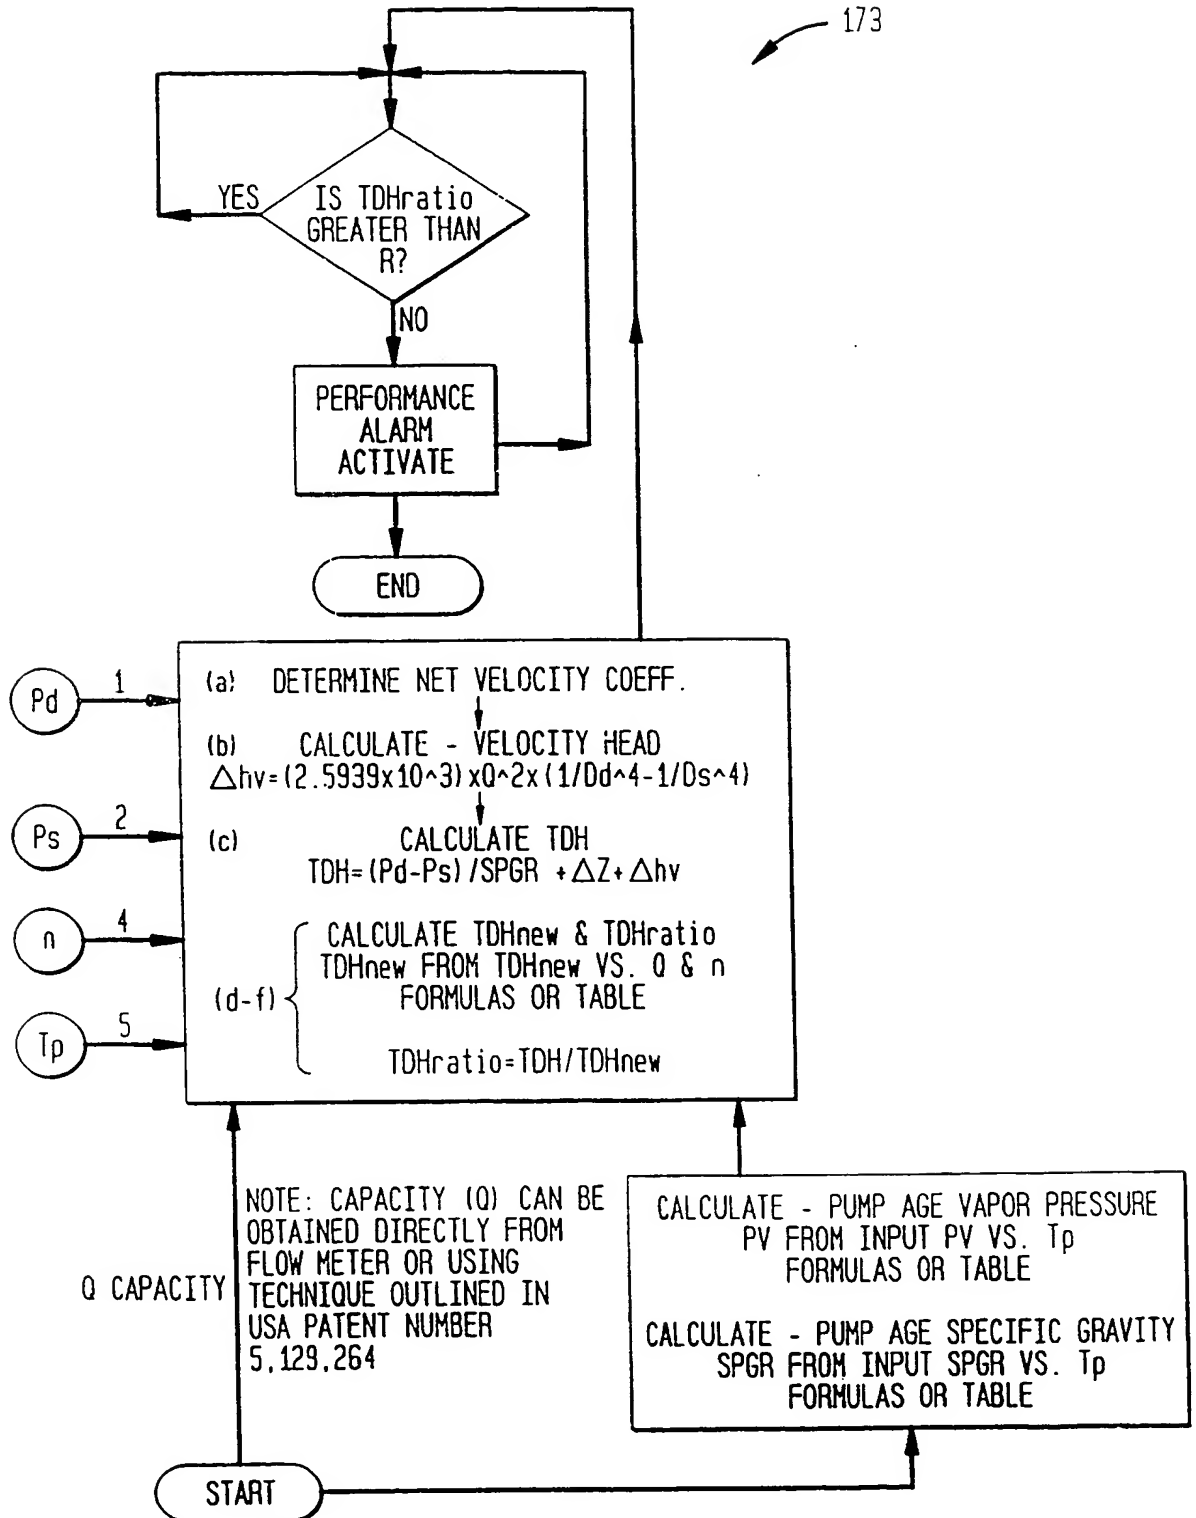 173
YES
IS TDHratio
GREATER THAN
R?
NO
PERFORMANCE
ALARM
ACTIVATE
END
Pd
1
(a) DETERMINE NET VELOCITY COEFF.
(b) CALCULATE - VELOCITY HEAD
△hv=(2.5939x10^3)xQ^2x(1/Dd^4-1/Ds^4)
Ps
2
(c) CALCULATE TDH
TDH=(Pd-Ps)/SPGR +△Z+△hv
n
4
CALCULATE TDHnew & TDHratio
TDHnew FROM TDHnew VS. Q & n
(d-f) FORMULAS OR TABLE
Tp
5
TDHratio=TDH/TDHnew
Q CAPACITY
NOTE: CAPACITY (Q) CAN BE
OBTAINED DIRECTLY FROM
FLOW METER OR USING
TECHNIQUE OUTLINED IN
USA PATENT NUMBER
5,129,264
CALCULATE - PUMP AGE VAPOR PRESSURE
PV FROM INPUT PV VS. Tp
FORMULAS OR TABLE
CALCULATE - PUMP AGE SPECIFIC GRAVITY
SPGR FROM INPUT SPGR VS. Tp
FORMULAS OR TABLE
START